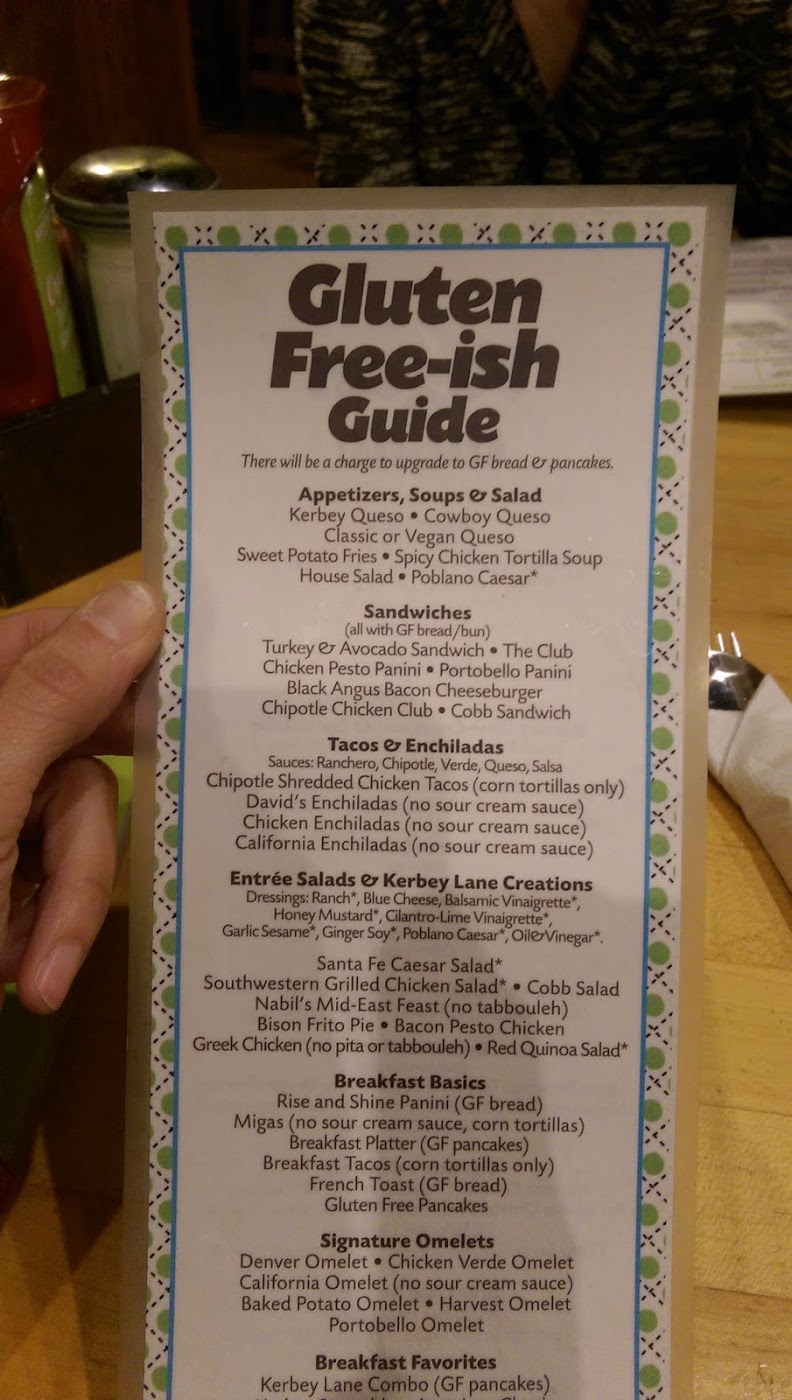 Gluten
Free-ish
Guide
There will be a charge to upgrade to GF bread & pancakes.
Appetizers, Soups & Salad
Kerbey Queso • Cowboy Queso
Classic or Vegan Queso
Sweet Potato Fries • Spicy Chicken Tortilla Soup
House Salad • Poblano Caesar*
Sandwiches
(all with GF bread/bun)
Turkey & Avocado Sandwich • The Club
Chicken Pesto Panini • Portobello Panini
Black Angus Bacon Cheeseburger
Chipotle Chicken Club • Cobb Sandwich
Tacos & Enchiladas
Sauces: Ranchero, Chipotle, Verde, Queso, Salsa
Chipotle Shredded Chicken Tacos (corn tortillas only)
David's Enchiladas (no sour cream sauce)
Chicken Enchiladas (no sour cream sauce)
California Enchiladas (no sour cream sauce)
Entrée Salads & Kerbey Lane Creations
Dressings: Ranch*, Blue Cheese, Balsamic Vinaigrette*,
Honey Mustard*, Cilantro-Lime Vinaigrette*,
Garlic Sesame*, Ginger Soy*, Poblano Caesar*, Oil&Vinegar*.
Santa Fe Caesar Salad*
Southwestern Grilled Chicken Salad* • Cobb Salad
Nabil's Mid-East Feast (no tabbouleh)
Bison Frito Pie • Bacon Pesto Chicken
Greek Chicken (no pita or tabbouleh) • Red Quinoa Salad*
Breakfast Basics
Rise and Shine Panini (GF bread)
Migas (no sour cream sauce, corn tortillas)
Breakfast Platter (GF pancakes)
Breakfast Tacos (corn tortillas only)
French Toast (GF bread)
Gluten Free Pancakes
Signature Omelets
Denver Omelet • Chicken Verde Omelet
California Omelet (no sour cream sauce)
Baked Potato Omelet • Harvest Omelet
Portobello Omelet
Breakfast Favorites
Kerbey Lane Combo (GF pancakes)